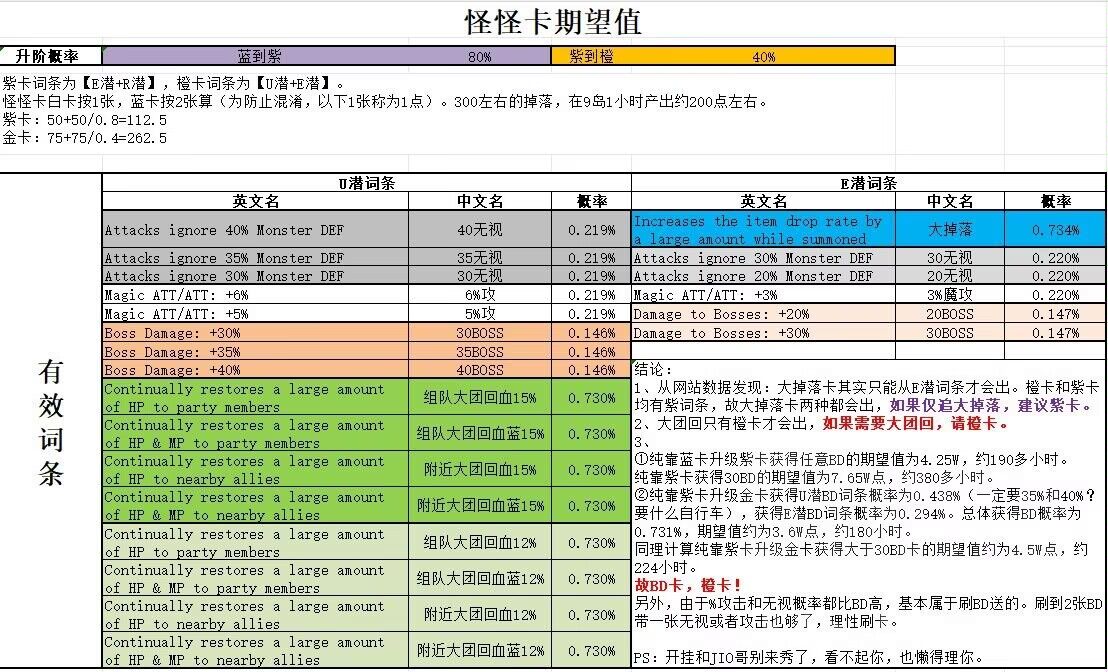 怪怪卡期望值
升阶概率 蓝到紫 80% 紫到橙 40%
紫卡词条为【E潜+R潜】，橙卡词条为【U潜+E潜】。
怪怪卡白卡按1张，蓝卡按2张算（为防止混淆，以下1张称为1点）。300左右的掉落，在9岛1小时产出约200点左右。
紫卡：50+50/0.8=112.5
金卡：75+75/0.4=262.5
有效词条
U潜词条
英文名 中文名 概率
Attacks ignore 40% Monster DEF 40无视 0.219%
Attacks ignore 35% Monster DEF 35无视 0.219%
Attacks ignore 30% Monster DEF 30无视 0.219%
Magic ATT/ATT: +6% 6%攻 0.219%
Magic ATT/ATT: +5% 5%攻 0.219%
Boss Damage: +30% 30BOSS 0.146%
Boss Damage: +35% 35BOSS 0.146%
Boss Damage: +40% 40BOSS 0.146%
Continually restores a large amount
of HP to party members 组队大团回血15% 0.730%
Continually restores a large amount
of HP & MP to party members 组队大团回血蓝15% 0.730%
Continually restores a large amount
of HP to nearby allies 附近大团回血15% 0.730%
Continually restores a large amount
of HP & MP to nearby allies 附近大团回血蓝15% 0.730%
Continually restores a large amount
of HP to party members 组队大团回血12% 0.730%
Continually restores a large amount
of HP & MP to party members 组队大团回血蓝12% 0.730%
Continually restores a large amount
of HP to nearby allies 附近大团回血12% 0.730%
Continually restores a large amount
of HP & MP to nearby allies 附近大团回血蓝12% 0.730%
E潜词条
英文名 中文名 概率
Increases the item drop rate by
a large amount while summoned 大掉落 0.734%
Attacks ignore 30% Monster DEF 30无视 0.220%
Attacks ignore 20% Monster DEF 20无视 0.220%
Magic ATT/ATT: +3% 3%魔攻 0.220%
Damage to Bosses: +20% 20BOSS 0.147%
Damage to Bosses: +30% 30BOSS 0.147%
结论：
1、从网站数据发现：大掉落卡其实只能从E潜词条才会出。橙卡和紫卡
均有紫词条，故大掉落卡两种都会出，如果仅追大掉落，建议紫卡。
2、大团回只有橙卡才会出，如果需要大团回，请橙卡。
3、
①纯靠蓝卡升级紫卡获得任意BD的期望值为4.25W，约190多小时。
纯靠紫卡获得30BD的期望值为7.65W点，约380多小时。
②纯靠紫卡升级金卡获得U潜BD词条概率为0.438%（一定要35%和40%？
要什么自行车），获得E潜BD词条概率为0.294%。总体获得BD概率为
0.731%，期望值约为3.6W点，约180小时。
同理计算纯靠紫卡升级金卡获得大于30BD卡的期望值约为4.5W点，约
224小时。
故BD卡，橙卡！
另外，由于%攻击和无视概率都比BD高，基本属于刷BD送的。刷到2张BD
带一张无视或者攻击也够了，理性刷卡。
PS：开挂和JIO哥别来秀了，看不起你，也懒得理你。